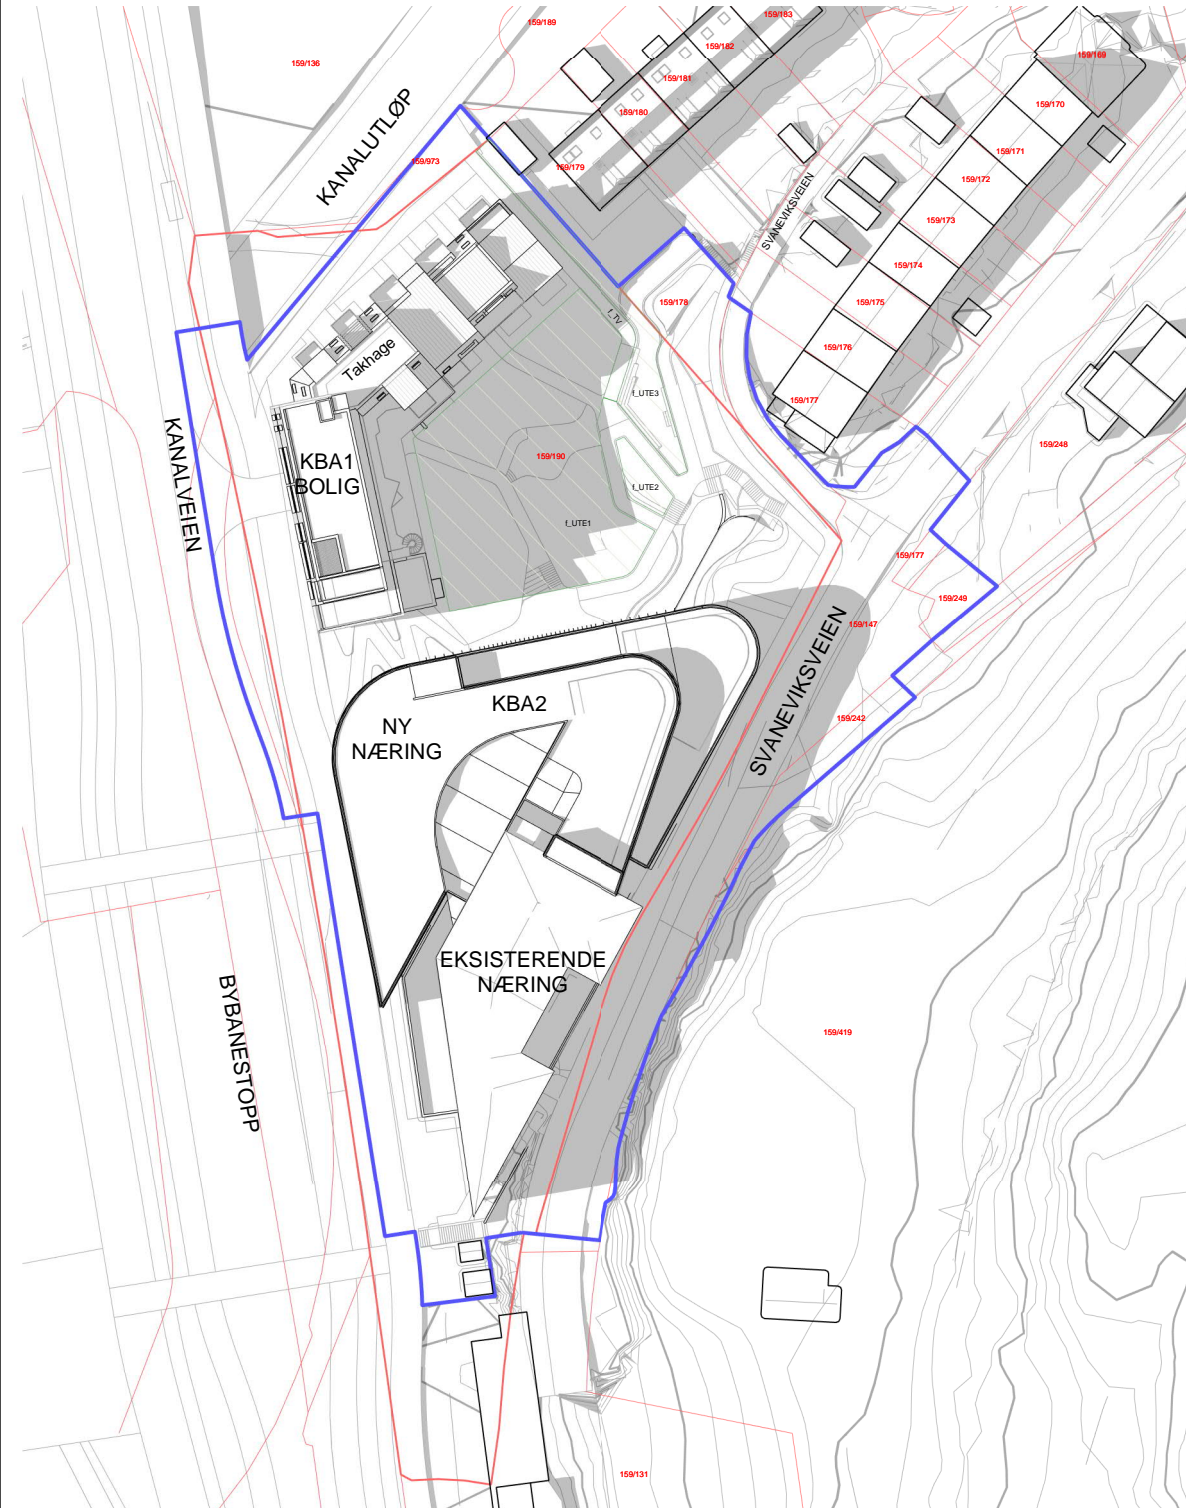 159/183
159/189
159/182
159/169
159/136
159/181
159/170
KANALUTLØP
159/180
159/171
159/973
159/179
159/172
SVANEVIKSVEIEN
159/173
159/174
159/178
159/175
f_TV
159/176
Takhage
f_UTE3
159/177
KANALVEIEN
159/248
KBA1
BOLIG
159/190
f_UTE2
f_UTE1
159/177
159/249
159/147
SVANEVIKSVEIEN
KBA2
159/242
NY
NÆRING
EKSISTERENDE
NÆRING
BYBANESTOPP
159/419
159/131